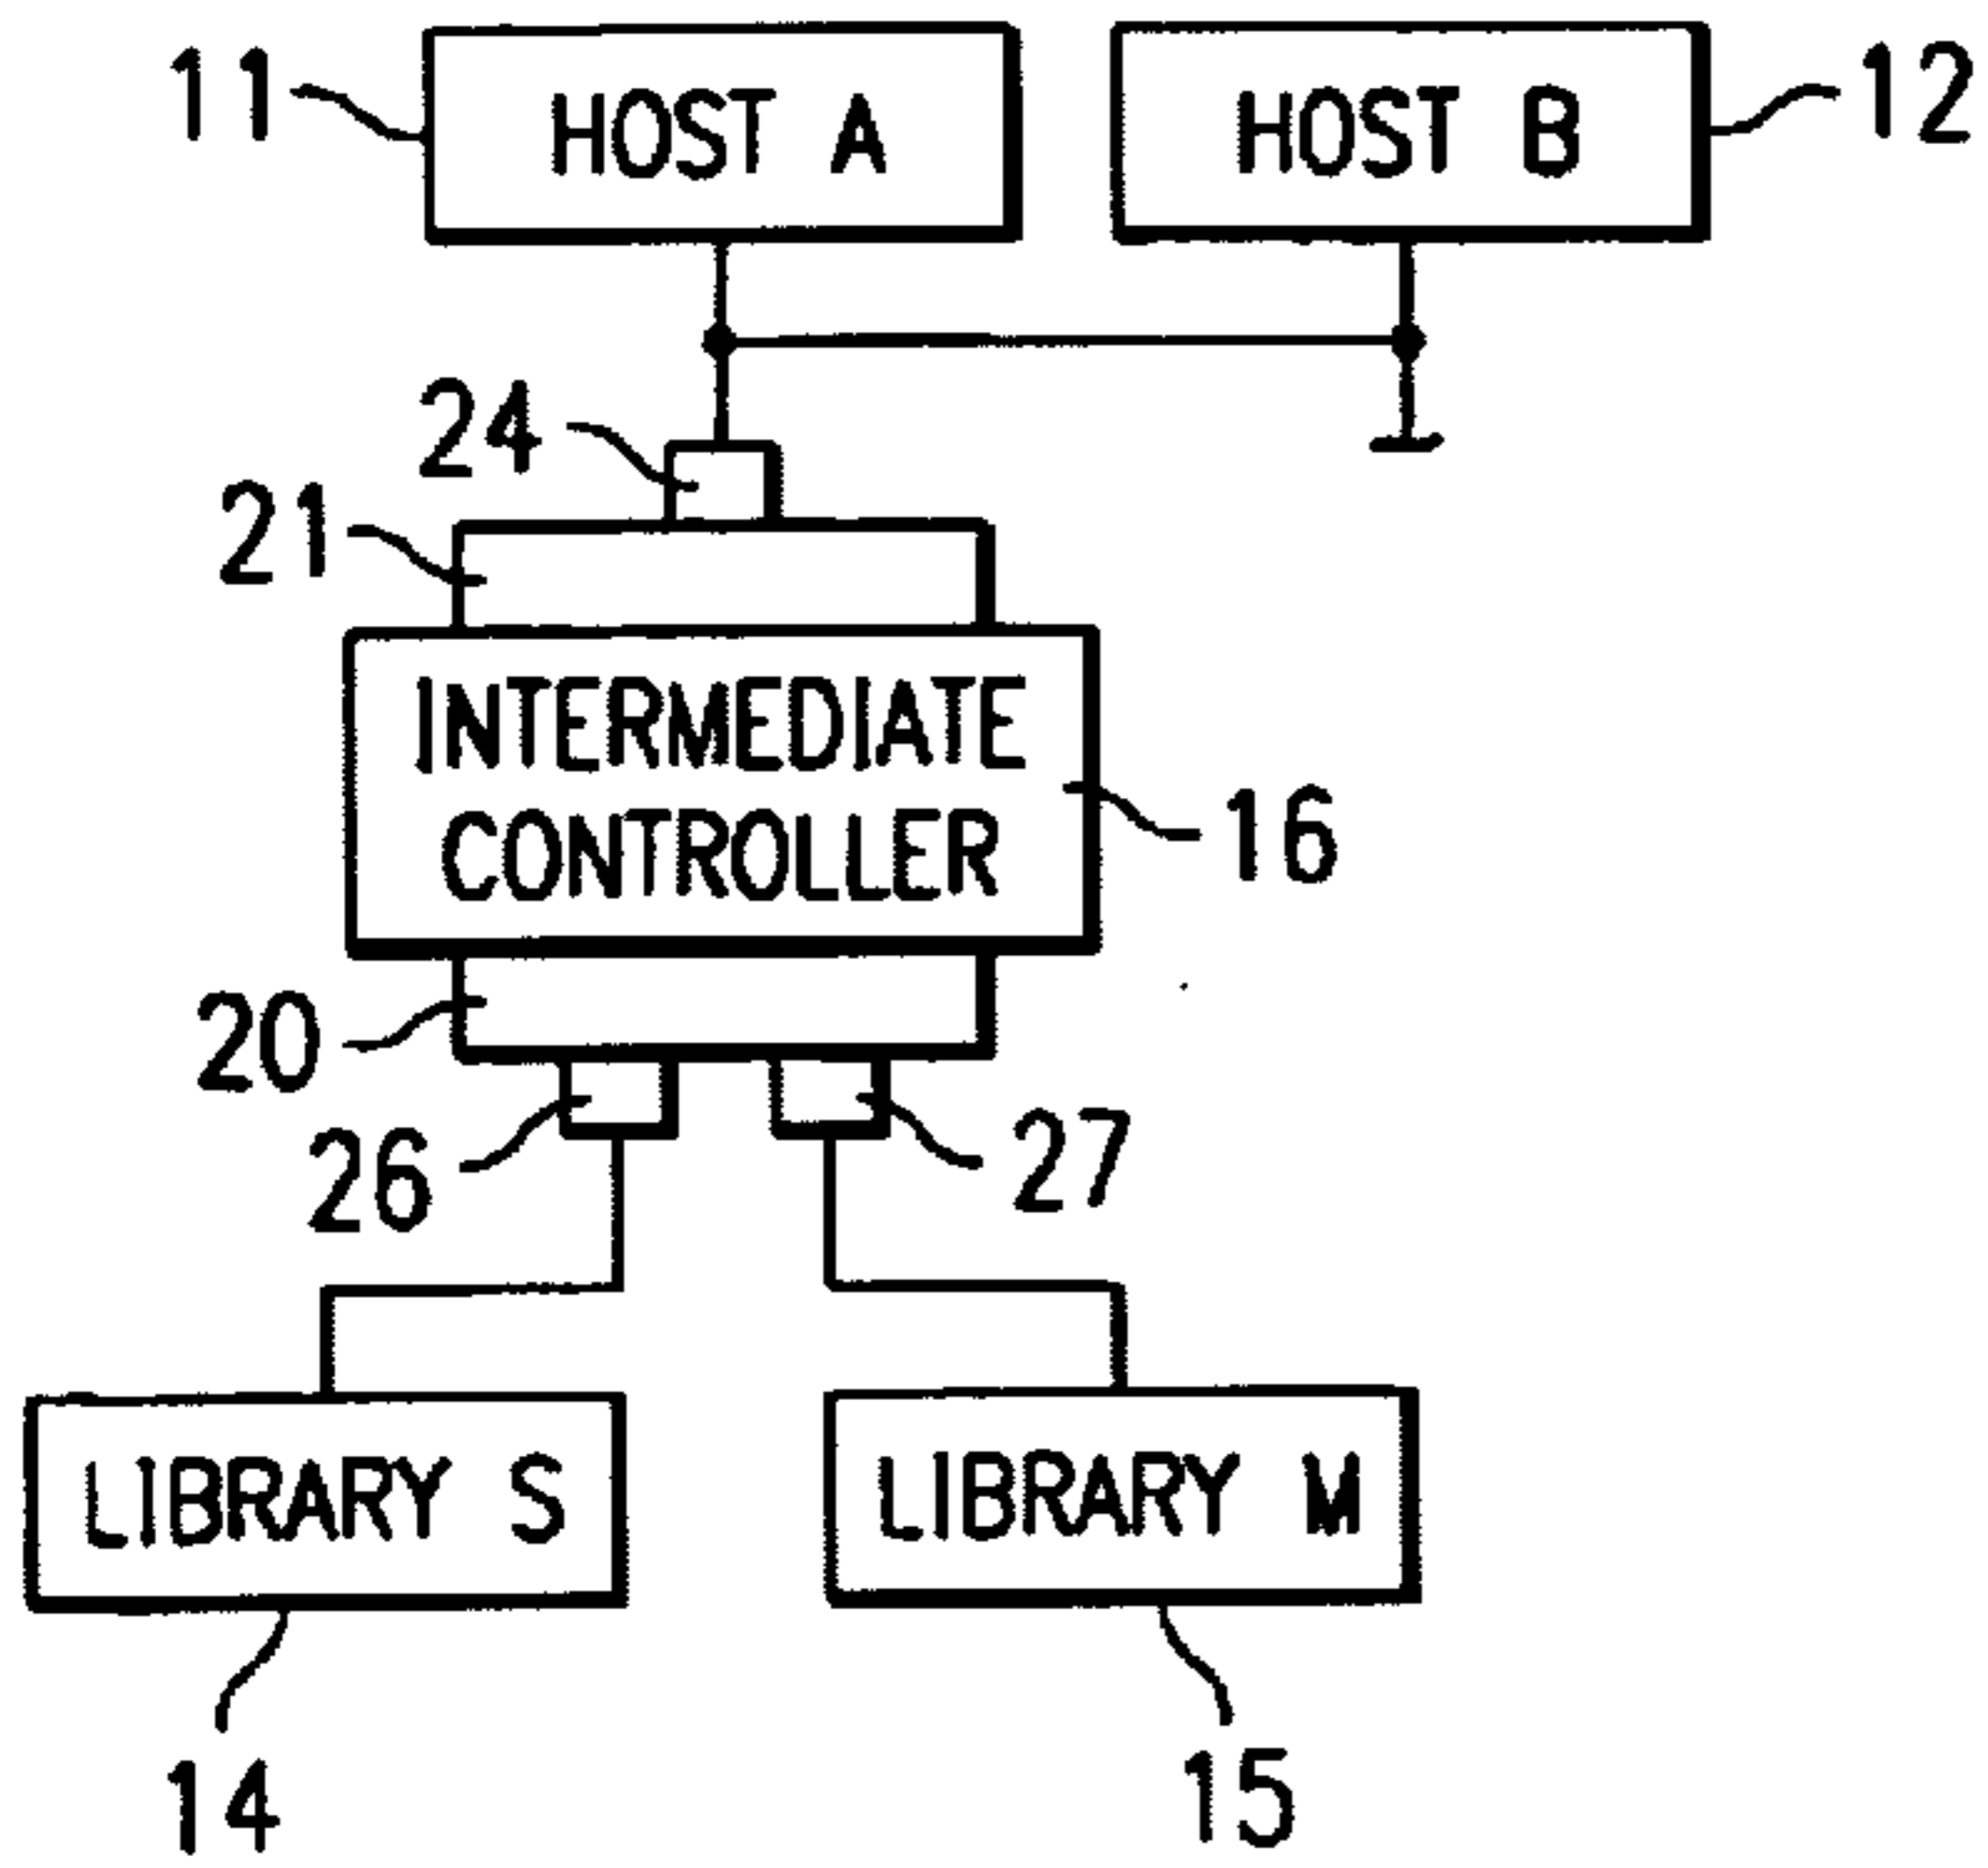 11
HOST A
HOST B
12
24
21
INTERMEDIATE
CONTROLLER
16
20
26
27
LIBRARY S
LIBRARY M
14
15